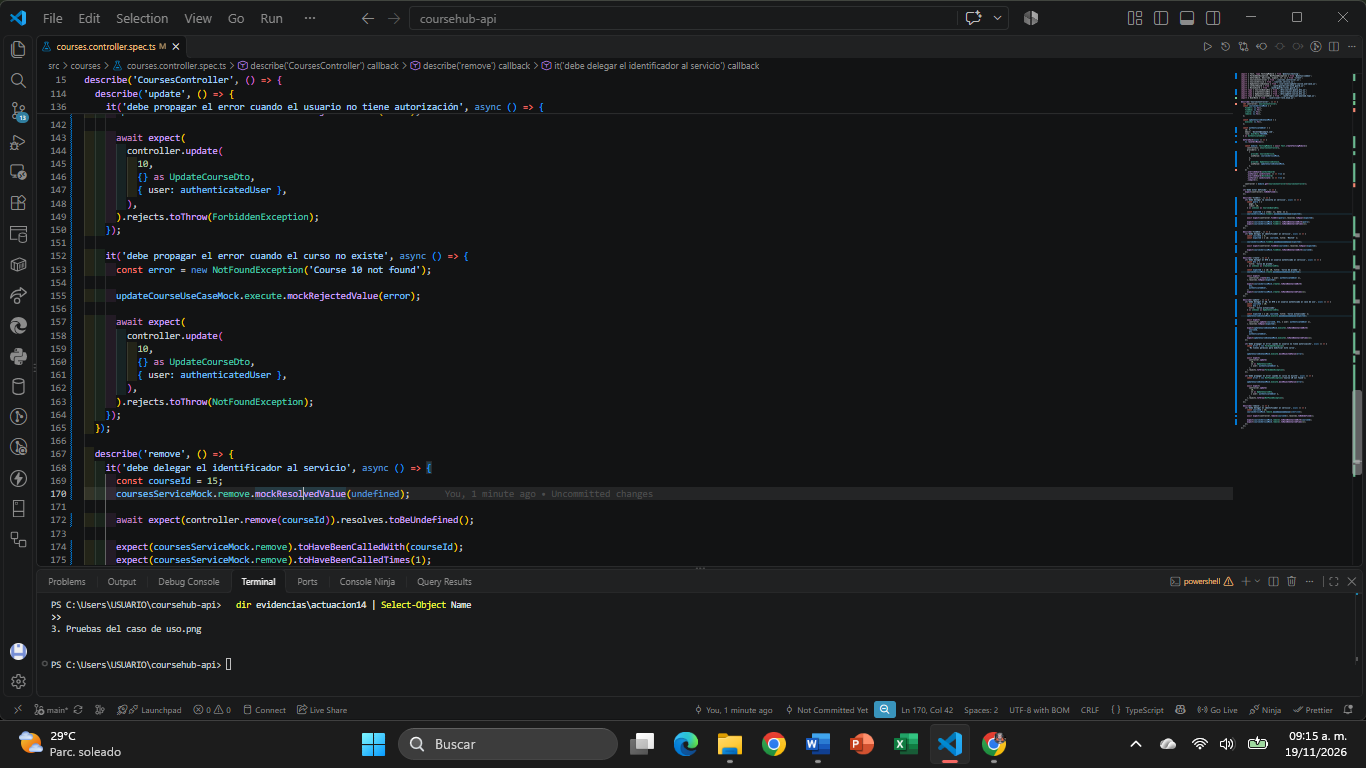 File Edit Selection View Go Run ··· coursehub-api
courses.controller.spec.ts M
src > courses > courses.controller.spec.ts > describe('CoursesController') callback > describe('remove') callback > it('debe delegar el identificador al servicio') callback
15 describe('CoursesController', () => {
114 describe('update', () => {
136 it('debe propagar el error cuando el usuario no tiene autorización', async () => {
142
143 await expect(
144 controller.update(
145 10,
146 {} as UpdateCourseDto,
147 { user: authenticatedUser },
148 ),
149 ).rejects.toThrow(ForbiddenException);
150 });
151
152 it('debe propagar el error cuando el curso no existe', async () => {
153 const error = new NotFoundException('Course 10 not found');
154
155 updateCourseUseCaseMock.execute.mockRejectedValue(error);
156
157 await expect(
158 controller.update(
159 10,
160 {} as UpdateCourseDto,
161 { user: authenticatedUser },
162 ),
163 ).rejects.toThrow(NotFoundException);
164 });
165 });
166
167 describe('remove', () => {
168 it('debe delegar el identificador al servicio', async () => {
169 const courseId = 15;
170 coursesServiceMock.remove.mockResolvedValue(undefined); You, 1 minute ago • Uncommitted changes
171
172 await expect(controller.remove(courseId)).resolves.toBeUndefined();
173
174 expect(coursesServiceMock.remove).toHaveBeenCalledWith(courseId);
175 expect(coursesServiceMock.remove).toHaveBeenCalledTimes(1);
13
Problems Output Debug Console Terminal Ports Console Ninja Query Results powershell
PS C:\Users\USUARIO\coursehub-api> dir evidencias\actuacion14 | Select-Object Name
>>
3. Pruebas del caso de uso.png
PS C:\Users\USUARIO\coursehub-api>
main* Launchpad 0 0 Connect Live Share You, 1 minute ago Not Committed Yet Ln 170, Col 42 Spaces: 2 UTF-8 with BOM CRLF {} TypeScript Go Live Ninja Prettier
29°C
Parc. soleado
Buscar
09:15 a. m.
19/11/2026